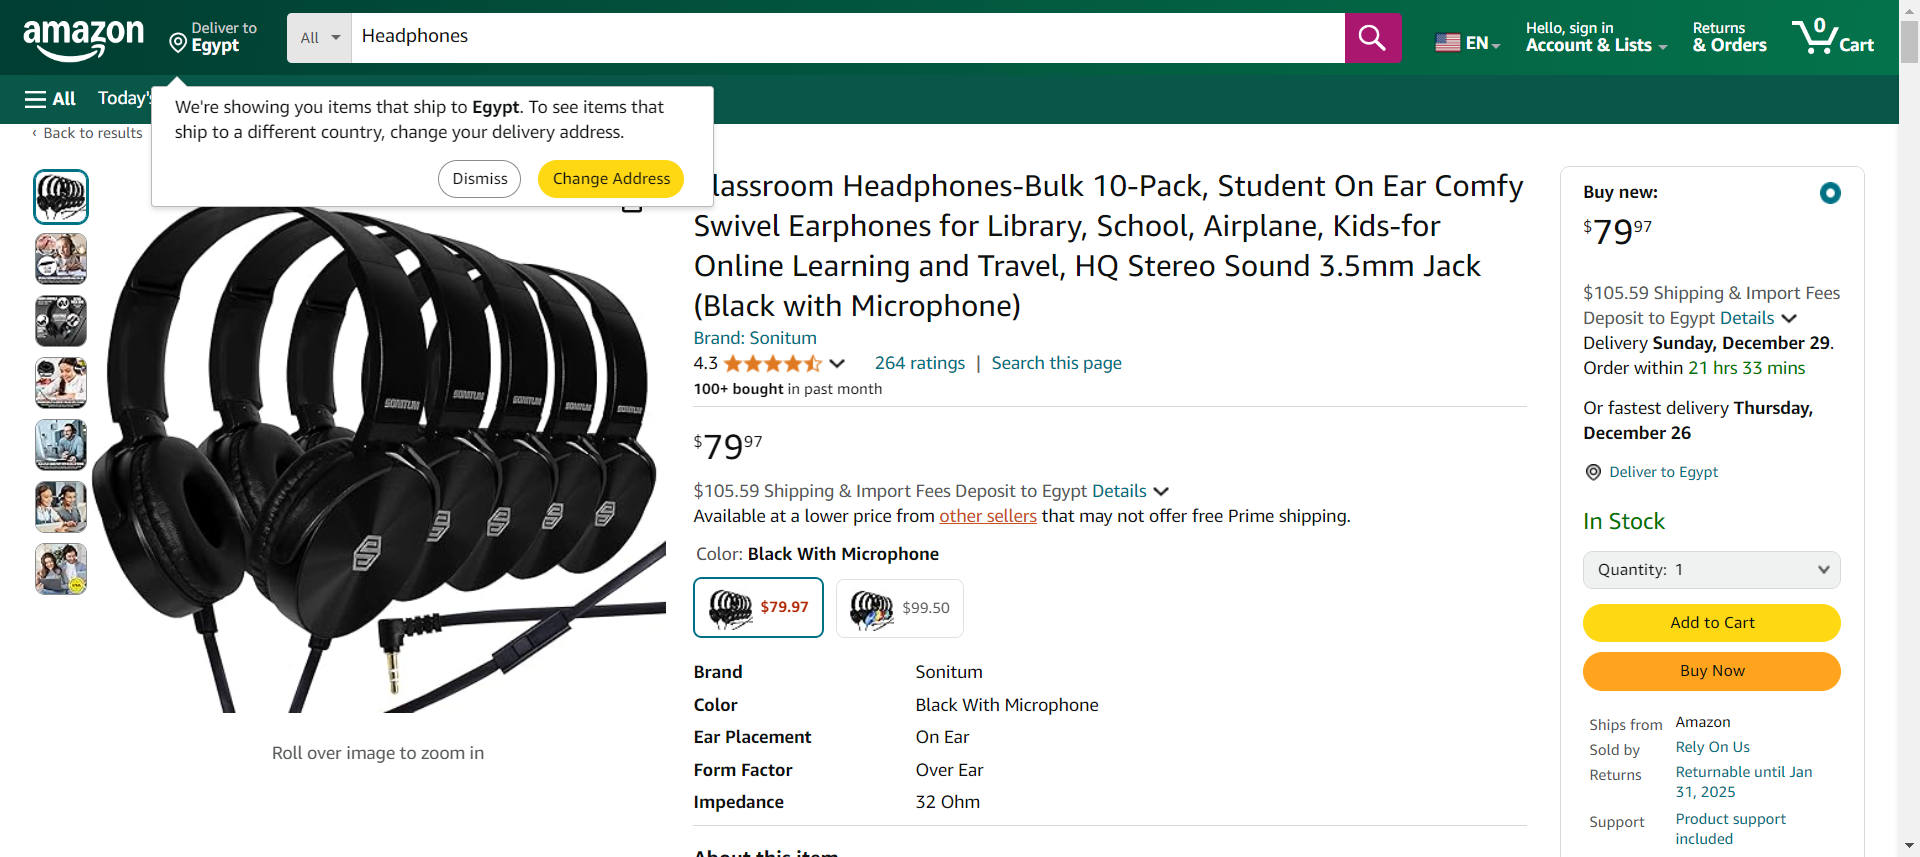 amazon
Deliver to
Egypt
All
Headphones
EN
Hello, sign in
Account & Lists
Returns
& Orders
0
Cart
All
Today's
We're showing you items that ship to Egypt. To see items that
ship to a different country, change your delivery address.
Dismiss
Change Address
‹ Back to results
lassroom Headphones-Bulk 10-Pack, Student On Ear Comfy
Swivel Earphones for Library, School, Airplane, Kids-for
Online Learning and Travel, HQ Stereo Sound 3.5mm Jack
(Black with Microphone)
Brand: Sonitum
4.3
264 ratings | Search this page
100+ bought in past month
$7997
$105.59 Shipping & Import Fees Deposit to Egypt Details
Available at a lower price from other sellers that may not offer free Prime shipping.
Color: Black With Microphone
$79.97
$99.50
Brand Sonitum
Color Black With Microphone
Ear Placement On Ear
Form Factor Over Ear
Impedance 32 Ohm
About this item
SONITUM
SONITUM
SONITUM
SONITUM
SONITUM
Roll over image to zoom in
Buy new:
$7997
$105.59 Shipping & Import Fees
Deposit to Egypt Details
Delivery Sunday, December 29.
Order within 21 hrs 33 mins
Or fastest delivery Thursday,
December 26
Deliver to Egypt
In Stock
Quantity: 1
Add to Cart
Buy Now
Ships from Amazon
Sold by Rely On Us
Returns Returnable until Jan
31, 2025
Support Product support
included